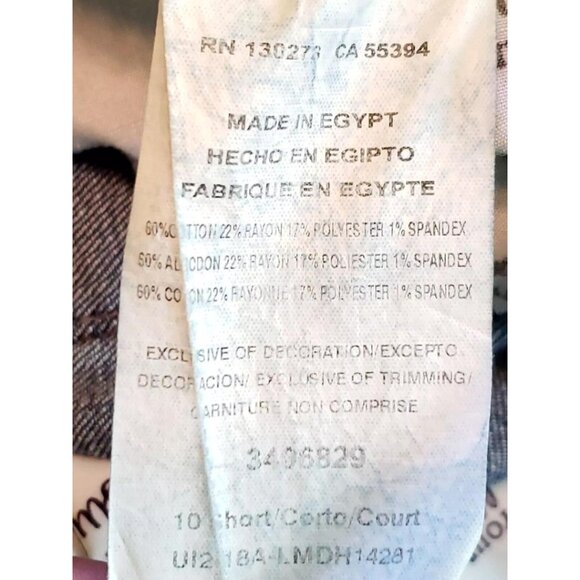 RN 130273 CA 55394
MADE IN EGYPT
HECHO EN EGIPTO
FABRIQUE EN EGYPTE
60% COTTON 22% RAYON 17% POLYESTER 1% SPANDEX
60% ALGODON 22% RAYON 17% POLIESTER 1% SPANDEX
60% COTON 22% RAYONNE 17% POLYESTER 1% SPANDEX
EXCLUSIVE OF DECORATION/EXCEPTO
DECORACION/ EXCLUSIVE OF TRIMMING/
GARNITURE NON COMPRISE
3406829
10 Short/Corto/Court
UI2 18A-LMDH14281